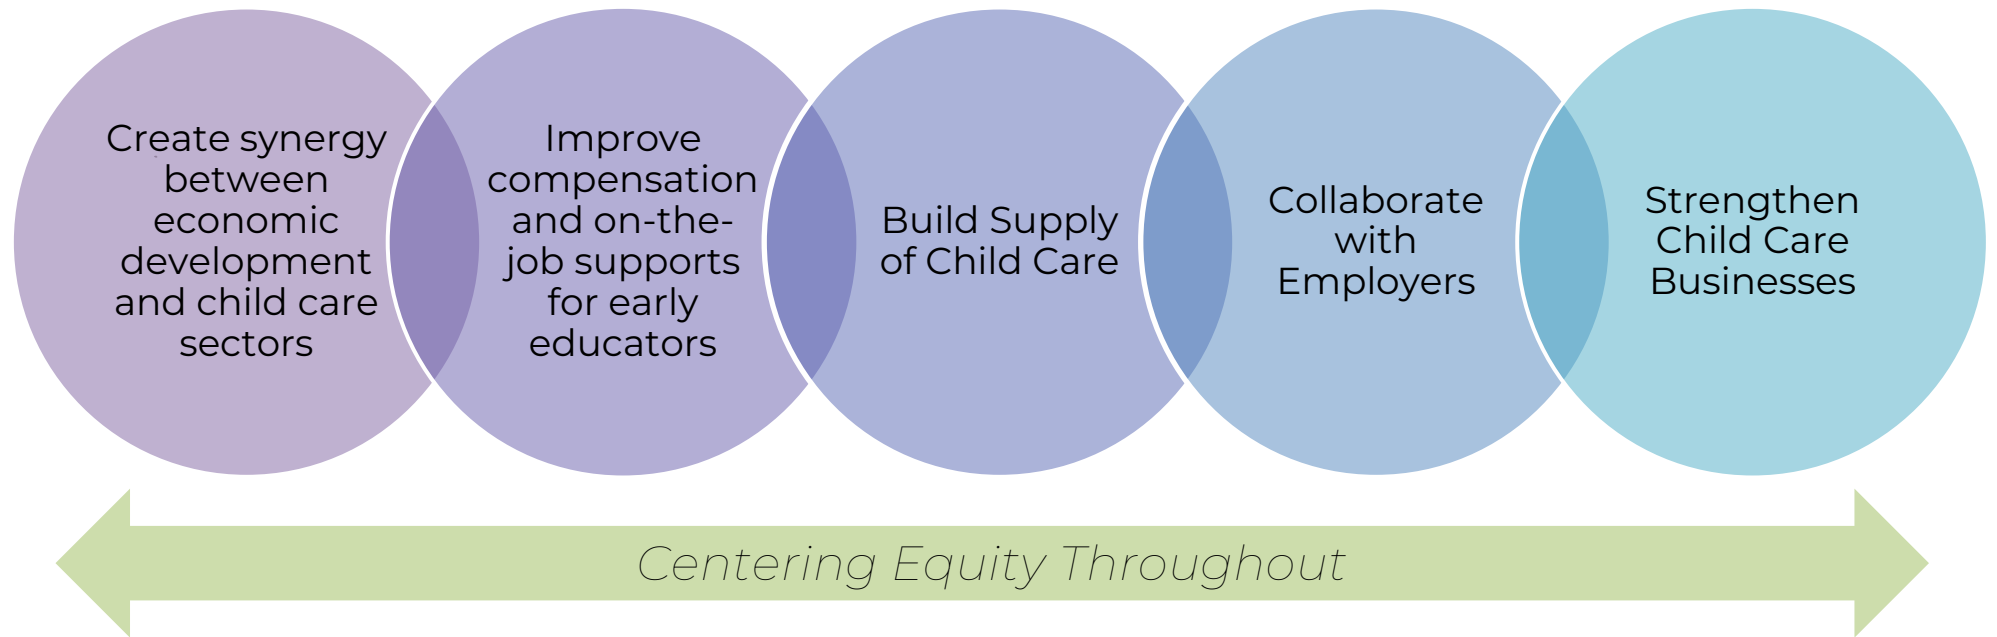 Create synergy
between
economic
development
and child care
sectors
Improve
compensation
and on-the-
job supports
for early
educators
Build Supply
of Child Care
Collaborate
with
Employers
Strengthen
Child Care
Businesses
Centering Equity Throughout